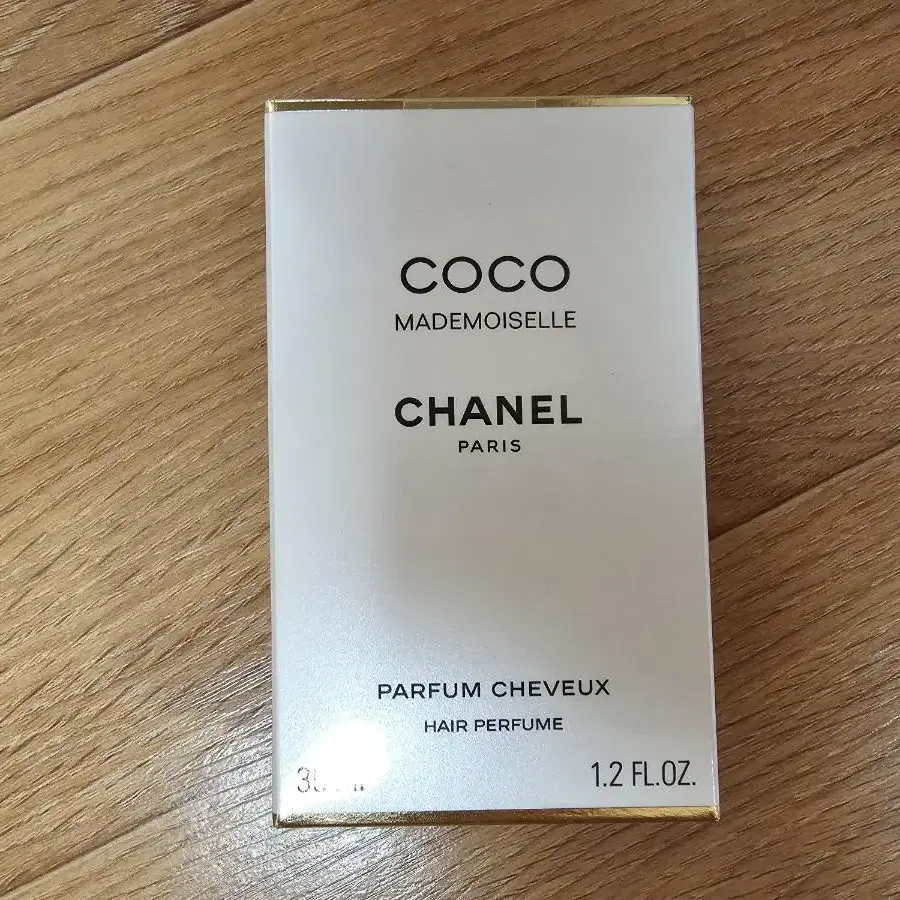 COCO
MADEMOISELLE
CHANEL
PARIS
PARFUM CHEVEUX
HAIR PERFUME
1.2 FL.OZ.